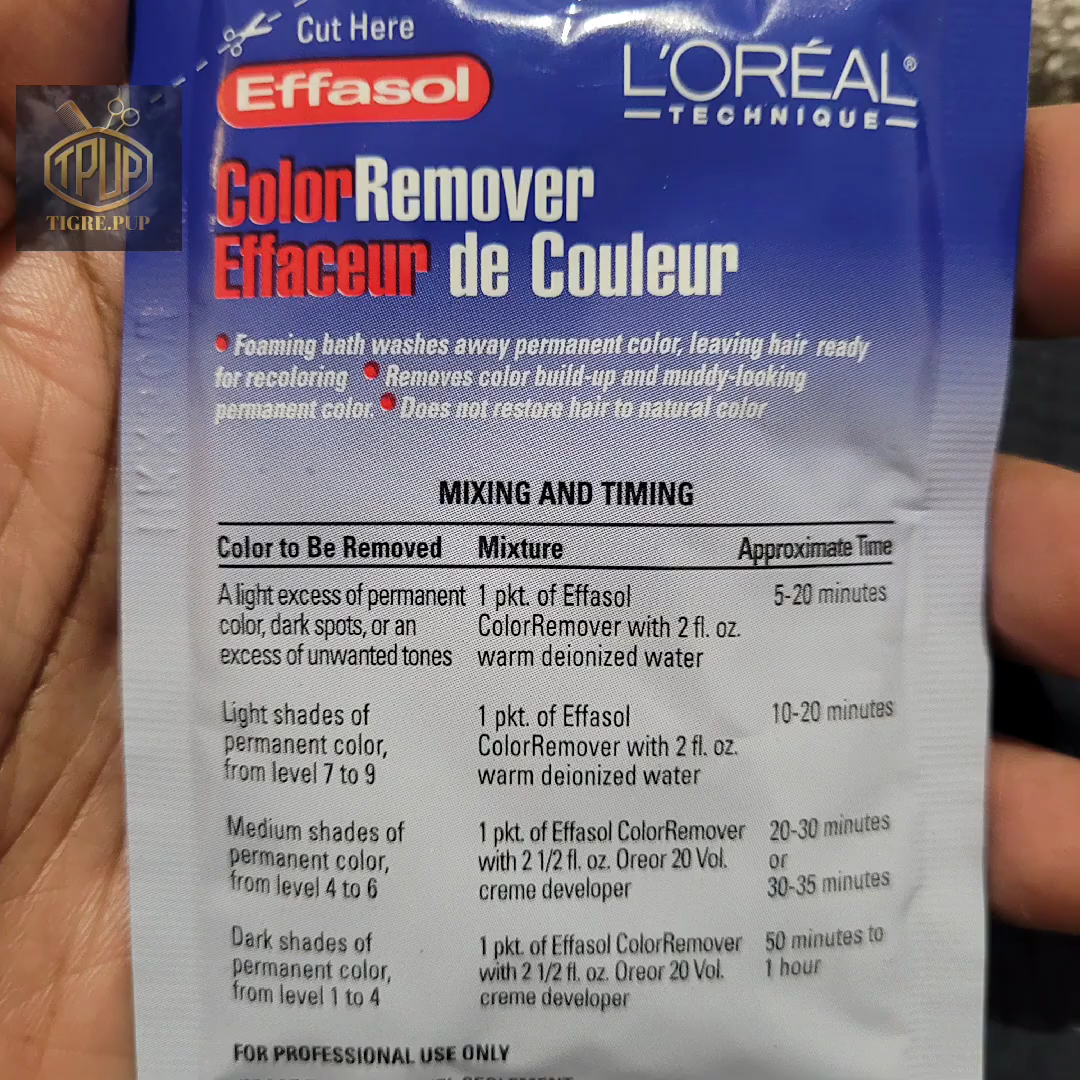 Cut Here
Effasol
L'ORÉAL®
TECHNIQUE
TPUP
TIGRE.PUP
ColorRemover
Effaceur de Couleur
• Foaming bath washes away permanent color, leaving hair ready
for recoloring • Removes color build-up and muddy-looking
permanent color • Does not restore hair to natural color
MIXING AND TIMING
Color to Be Removed Mixture Approximate Time
A light excess of permanent 1 pkt. of Effasol 5-20 minutes
color, dark spots, or an ColorRemover with 2 fl. oz.
excess of unwanted tones warm deionized water
Light shades of 1 pkt. of Effasol 10-20 minutes
permanent color, ColorRemover with 2 fl. oz.
from level 7 to 9 warm deionized water
Medium shades of 1 pkt. of Effasol ColorRemover 20-30 minutes
permanent color, with 2 1/2 fl. oz. Oreor 20 Vol. or
from level 4 to 6 creme developer 30-35 minutes
Dark shades of 1 pkt. of Effasol ColorRemover 50 minutes to
permanent color, with 2 1/2 fl. oz. Oreor 20 Vol. 1 hour
from level 1 to 4 creme developer
FOR PROFESSIONAL USE ONLY